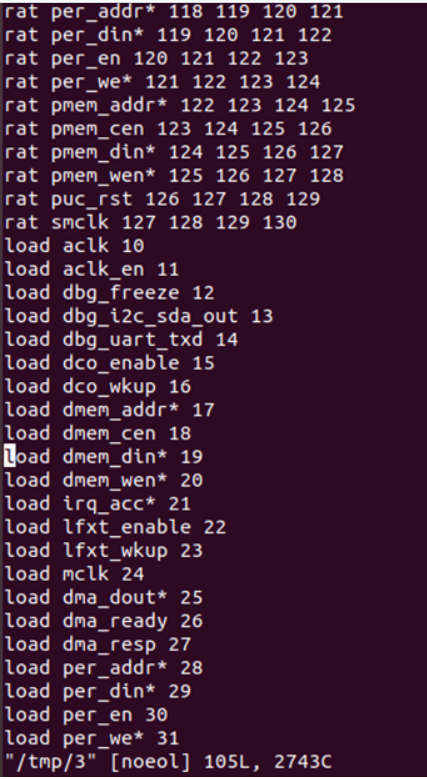 rat per_addr* 118 119 120 121
rat per_din* 119 120 121 122
rat per_en 120 121 122 123
rat per_we* 121 122 123 124
rat pmem_addr* 122 123 124 125
rat pmem_cen 123 124 125 126
rat pmem_din* 124 125 126 127
rat pmem_wen* 125 126 127 128
rat puc_rst 126 127 128 129
rat smclk 127 128 129 130
load aclk 10
load aclk_en 11
load dbg_freeze 12
load dbg_i2c_sda_out 13
load dbg_uart_txd 14
load dco_enable 15
load dco_wkup 16
load dmem_addr* 17
load dmem_cen 18
load dmem_din* 19
load dmem_wen* 20
load irq_acc* 21
load lfxt_enable 22
load lfxt_wkup 23
load mclk 24
load dma_dout* 25
load dma_ready 26
load dma_resp 27
load per_addr* 28
load per_din* 29
load per_en 30
load per_we* 31
"/tmp/3" [noeol] 105L, 2743C